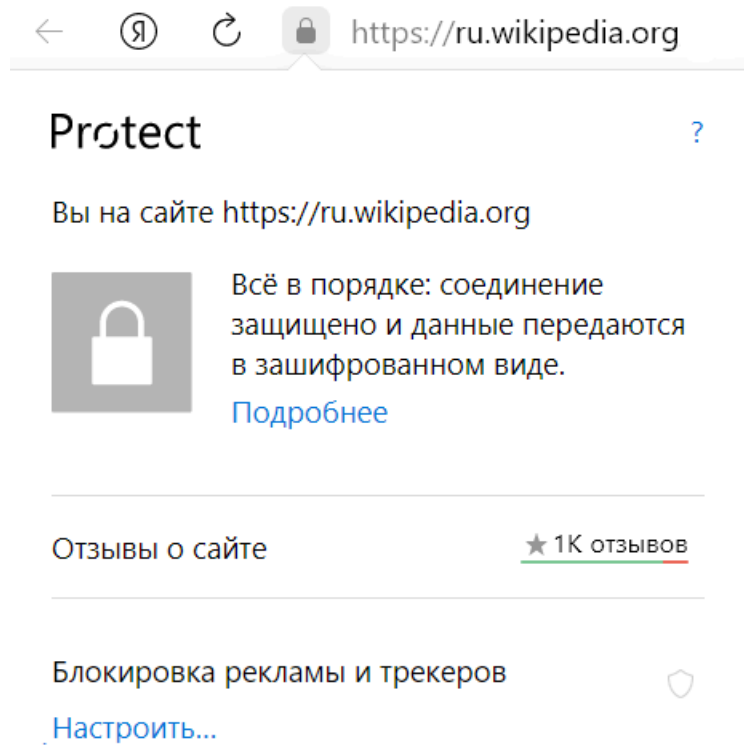 Я https://ru.wikipedia.org
Protect ?
Вы на сайте https://ru.wikipedia.org
Всё в порядке: соединение
защищено и данные передаются
в зашифрованном виде.
Подробнее
Отзывы о сайте ★ 1K отзывов
Блокировка рекламы и трекеров
Настроить...